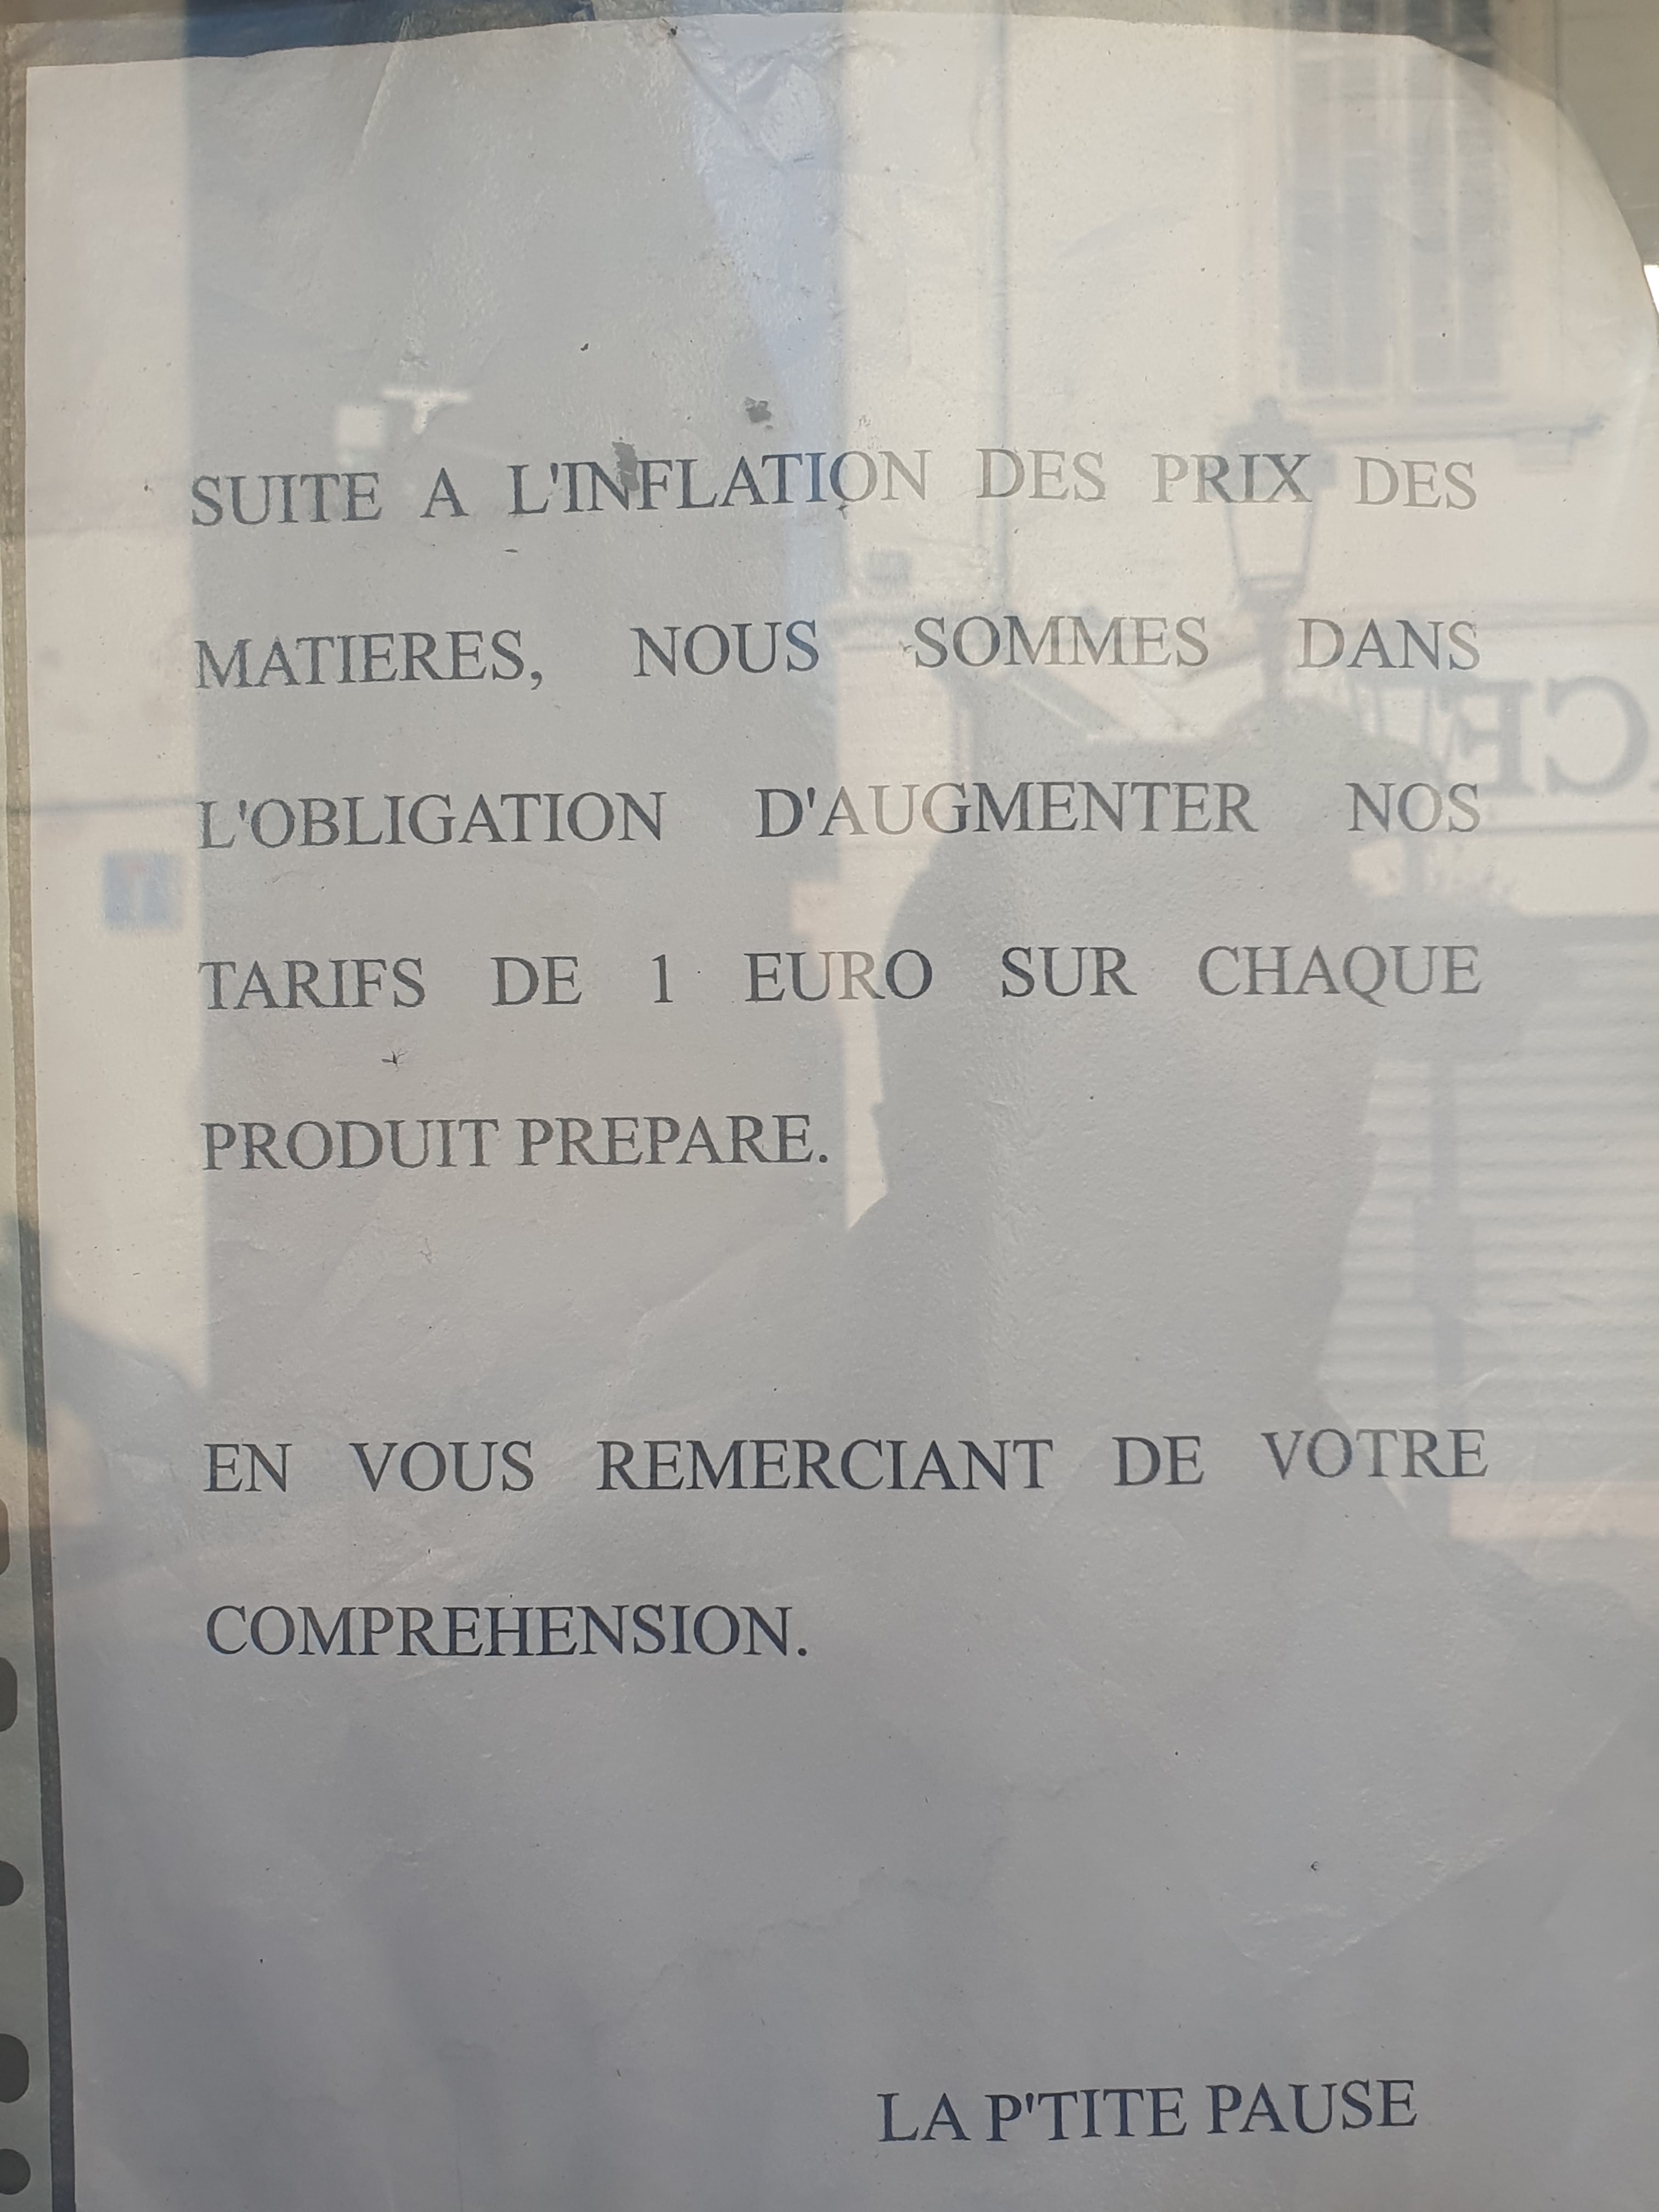 SUITE A L'INFLATION DES PRIX DES
MATIERES, NOUS SOMMES DANS
L'OBLIGATION D'AUGMENTER NOS
TARIFS DE 1 EURO SUR CHAQUE
PRODUIT PREPARE.
EN VOUS REMERCIANT DE VOTRE
COMPREHENSION.
LA P'TITE PAUSE